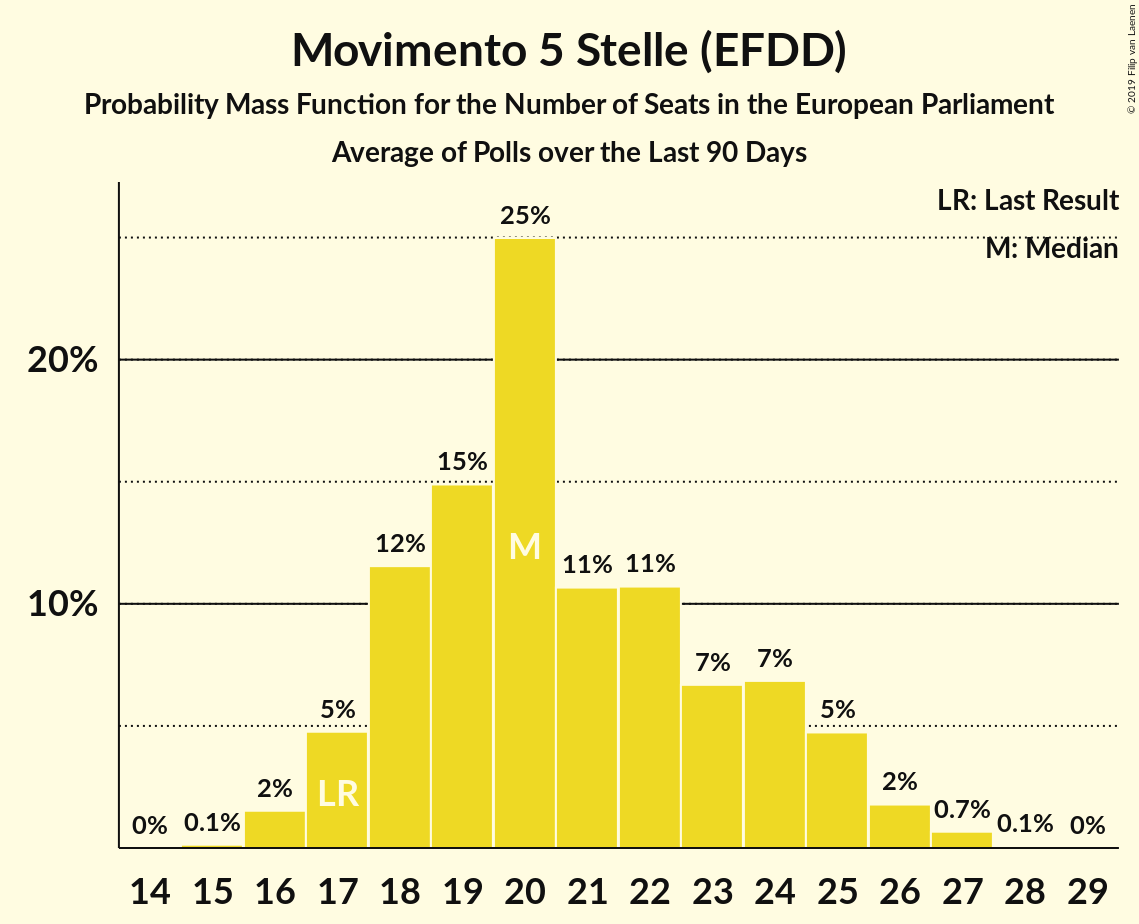 Movimento 5 Stelle (EFDD)
Probability Mass Function for the Number of Seats in the European Parliament
Average of Polls over the Last 90 Days
© 2019 Filip van Laenen
LR: Last Result
M: Median
25%
20%
15%
12%
M
11%
11%
10%
7%
7%
5%
5%
LR
2%
2%
0%
0.1%
0.7%
0.1%
0%
14 15 16 17 18 19 20 21 22 23 24 25 26 27 28 29